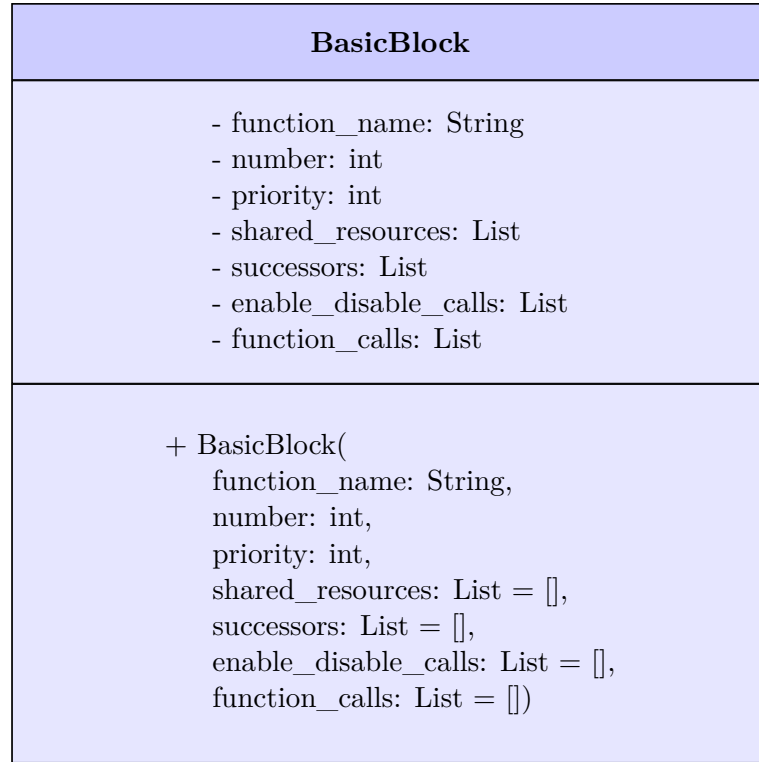 BasicBlock
- function_name: String
- number: int
- priority: int
- shared_resources: List
- successors: List
- enable_disable_calls: List
- function_calls: List
+ BasicBlock(
function_name: String,
number: int,
priority: int,
shared_resources: List = [],
successors: List = [],
enable_disable_calls: List = [],
function_calls: List = [])